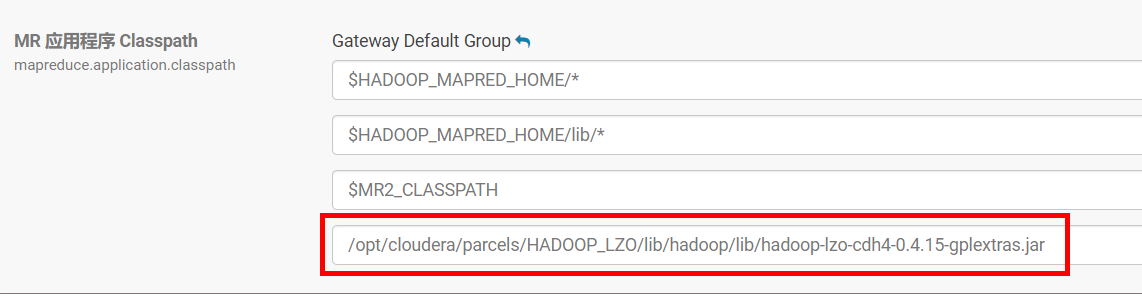 MR 应用程序 Classpath
mapreduce.application.classpath
Gateway Default Group
$HADOOP_MAPRED_HOME/*
$HADOOP_MAPRED_HOME/lib/*
$MR2_CLASSPATH
/opt/cloudera/parcels/HADOOP_LZO/lib/hadoop/lib/hadoop-lzo-cdh4-0.4.15-gplextras.jar